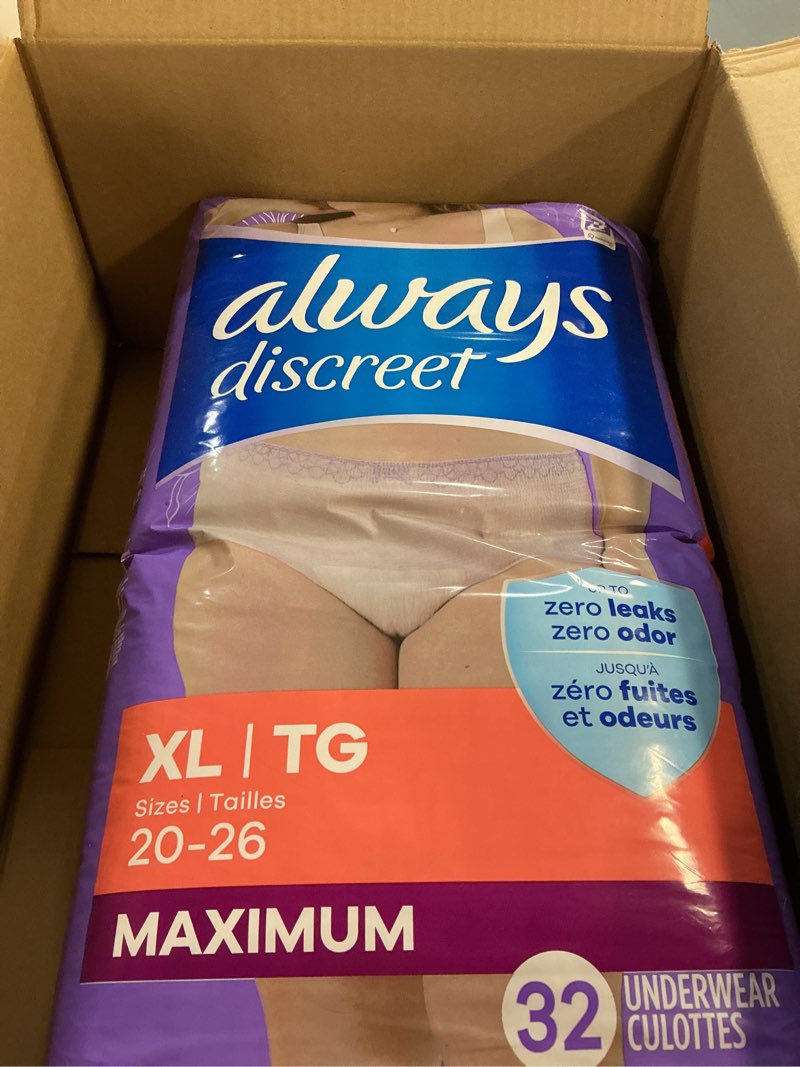 always
discreet
UP TO
zero leaks
zero odor
JUSQU'À
zéro fuites
et odeurs
XL | TG
Sizes | Tailles
20-26
MAXIMUM
32 UNDERWEAR
CULOTTES